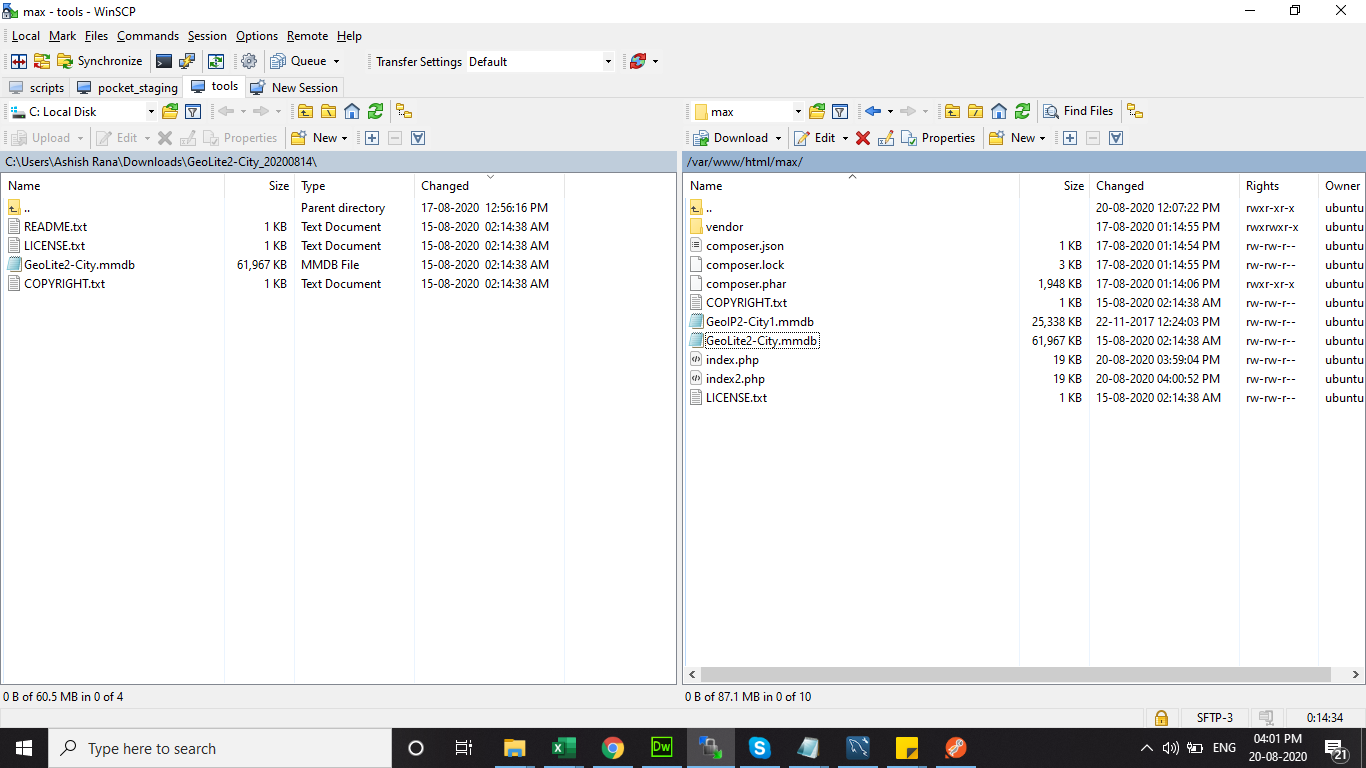 max - tools - WinSCP
Local Mark Files Commands Session Options Remote Help
Synchronize Queue Transfer Settings Default
scripts pocket_staging tools New Session
C: Local Disk
Upload Edit Properties New
C:\Users\Ashish Rana\Downloads\GeoLite2-City_20200814\
Name Size Type Changed
.. Parent directory 17-08-2020 12:56:16 PM
README.txt 1 KB Text Document 15-08-2020 02:14:38 AM
LICENSE.txt 1 KB Text Document 15-08-2020 02:14:38 AM
GeoLite2-City.mmdb 61,967 KB MMDB File 15-08-2020 02:14:38 AM
COPYRIGHT.txt 1 KB Text Document 15-08-2020 02:14:38 AM
0 B of 60.5 MB in 0 of 4
max Find Files
Download Edit Properties New
/var/www/html/max/
Name Size Changed Rights Owner
.. 20-08-2020 12:07:22 PM rwxr-xr-x ubuntu
vendor 17-08-2020 01:14:55 PM rwxrwxr-x ubuntu
composer.json 1 KB 17-08-2020 01:14:54 PM rw-rw-r-- ubuntu
composer.lock 3 KB 17-08-2020 01:14:55 PM rw-rw-r-- ubuntu
composer.phar 1,948 KB 17-08-2020 01:14:06 PM rwxr-xr-x ubuntu
COPYRIGHT.txt 1 KB 15-08-2020 02:14:38 AM rw-rw-r-- ubuntu
GeoIP2-City1.mmdb 25,338 KB 22-11-2017 12:24:03 PM rw-rw-r-- ubuntu
GeoLite2-City.mmdb 61,967 KB 15-08-2020 02:14:38 AM rw-rw-r-- ubuntu
index.php 19 KB 20-08-2020 03:59:04 PM rw-rw-r-- ubuntu
index2.php 19 KB 20-08-2020 04:00:52 PM rw-rw-r-- ubuntu
LICENSE.txt 1 KB 15-08-2020 02:14:38 AM rw-rw-r-- ubuntu
0 B of 87.1 MB in 0 of 10
SFTP-3 0:14:34
Type here to search
Dw
ENG
04:01 PM
20-08-2020
21